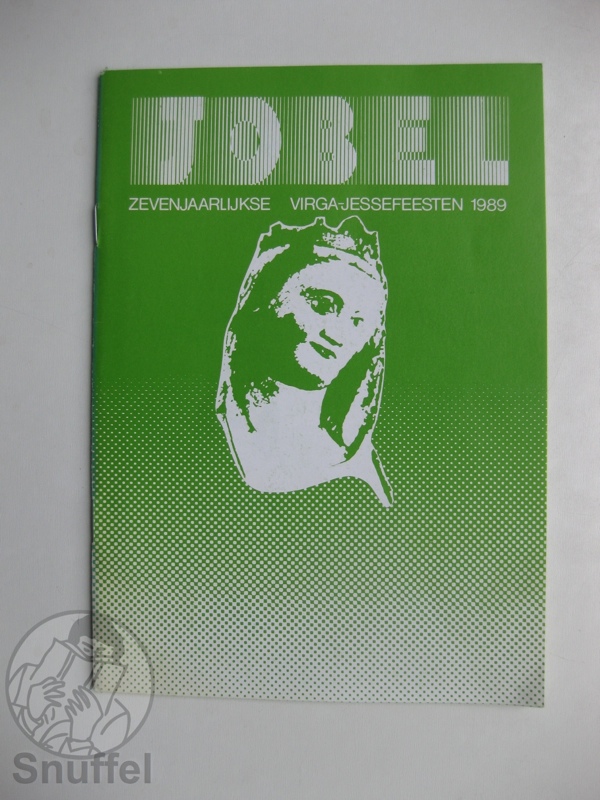 JOBEL
ZEVENJAARLIJKSE VIRGA-JESSEFEESTEN 1989
Snuffel